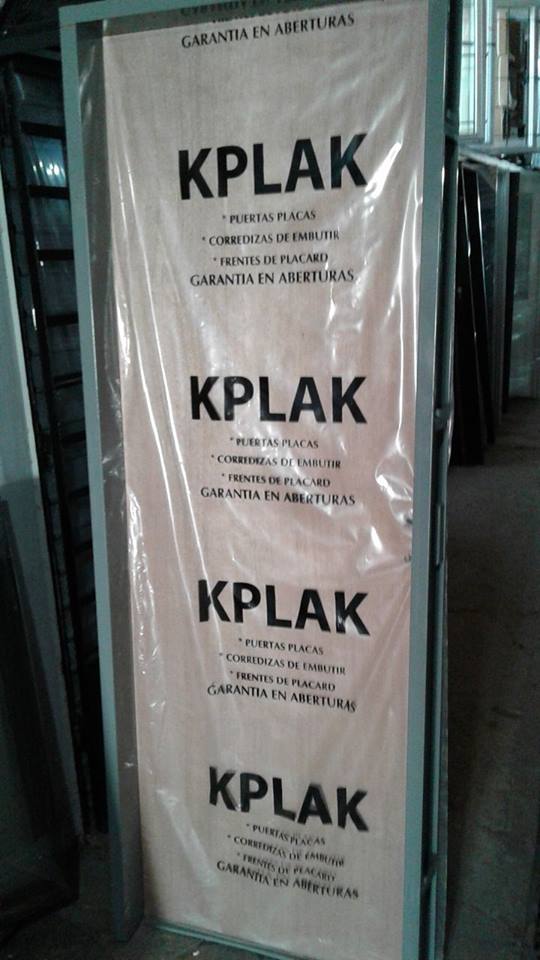 GARANTIA EN ABERTURAS
KPLAK
* PUERTAS PLACAS
* CORREDIZAS DE EMBUTIR
* FRENTES DE PLACARD
GARANTIA EN ABERTURAS
KPLAK
* PUERTAS PLACAS
* CORREDIZAS DE EMBUTIR
* FRENTES DE PLACARD
GARANTIA EN ABERTURAS
KPLAK
* PUERTAS PLACAS
* CORREDIZAS DE EMBUTIR
* FRENTES DE PLACARD
GARANTIA EN ABERTURAS
KPLAK
* PUERTAS PLACAS
* CORREDIZAS DE EMBUTIR
* FRENTES DE PLACARD
GARANTIA EN ABERTURAS